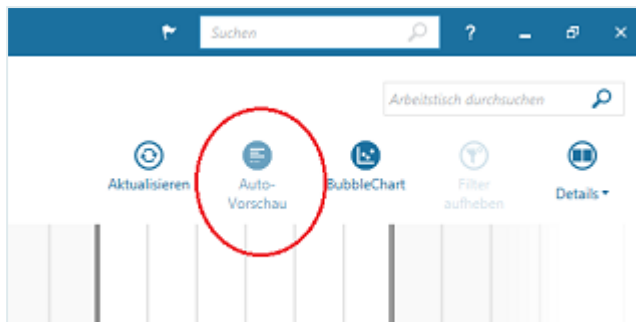 Suchen
?
Arbeitstisch durchsuchen
Aktualisieren
Auto-
Vorschau
BubbleChart
Filter
aufheben
Details